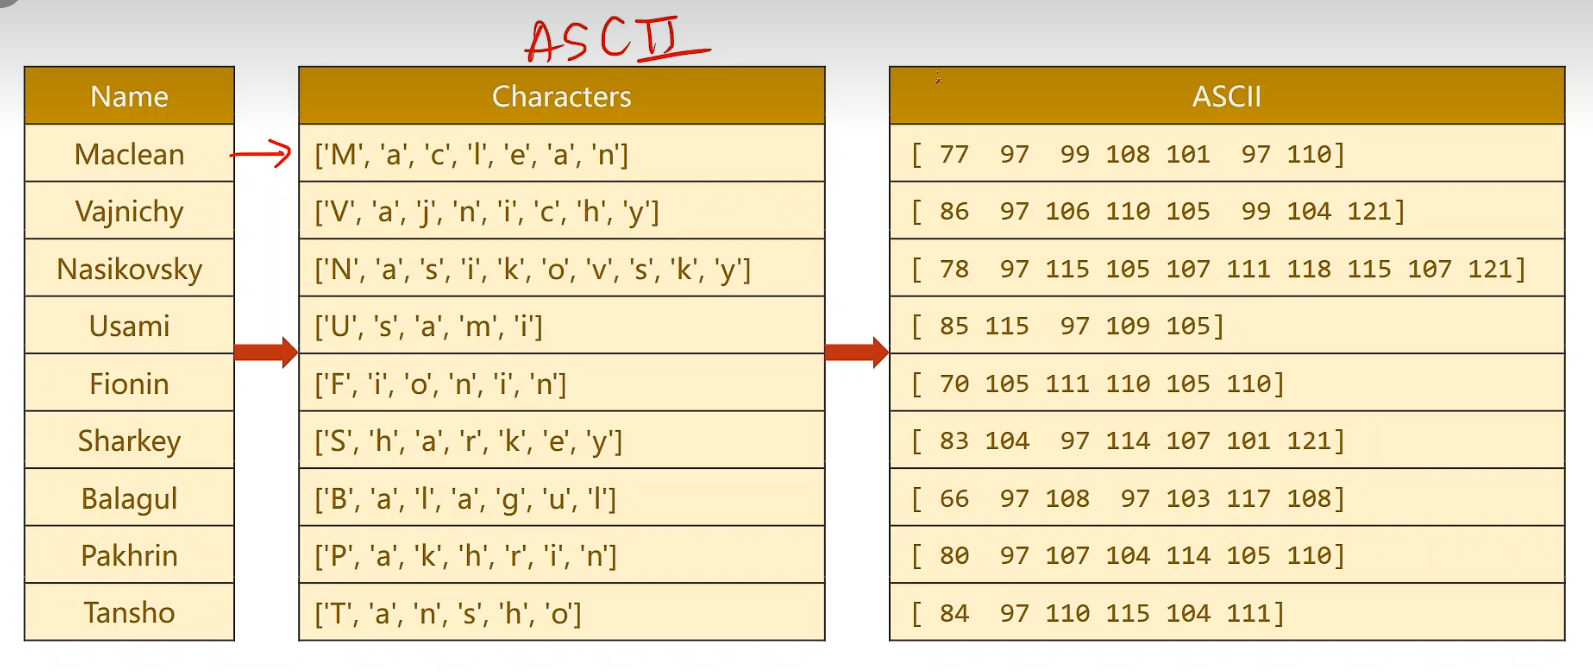 ASCII
Name Characters ASCII
Maclean ['M', 'a', 'c', 'l', 'e', 'a', 'n'] [ 77  97  99 108 101  97 110]
Vajnichy ['V', 'a', 'j', 'n', 'i', 'c', 'h', 'y'] [ 86  97 106 110 105  99 104 121]
Nasikovsky ['N', 'a', 's', 'i', 'k', 'o', 'v', 's', 'k', 'y'] [ 78  97 115 105 107 111 118 115 107 121]
Usami ['U', 's', 'a', 'm', 'i'] [ 85 115  97 109 105]
Fionin ['F', 'i', 'o', 'n', 'i', 'n'] [ 70 105 111 110 105 110]
Sharkey ['S', 'h', 'a', 'r', 'k', 'e', 'y'] [ 83 104  97 114 107 101 121]
Balagul ['B', 'a', 'l', 'a', 'g', 'u', 'l'] [ 66  97 108  97 103 117 108]
Pakhrin ['P', 'a', 'k', 'h', 'r', 'i', 'n'] [ 80  97 107 104 114 105 110]
Tansho ['T', 'a', 'n', 's', 'h', 'o'] [ 84  97 110 115 104 111]